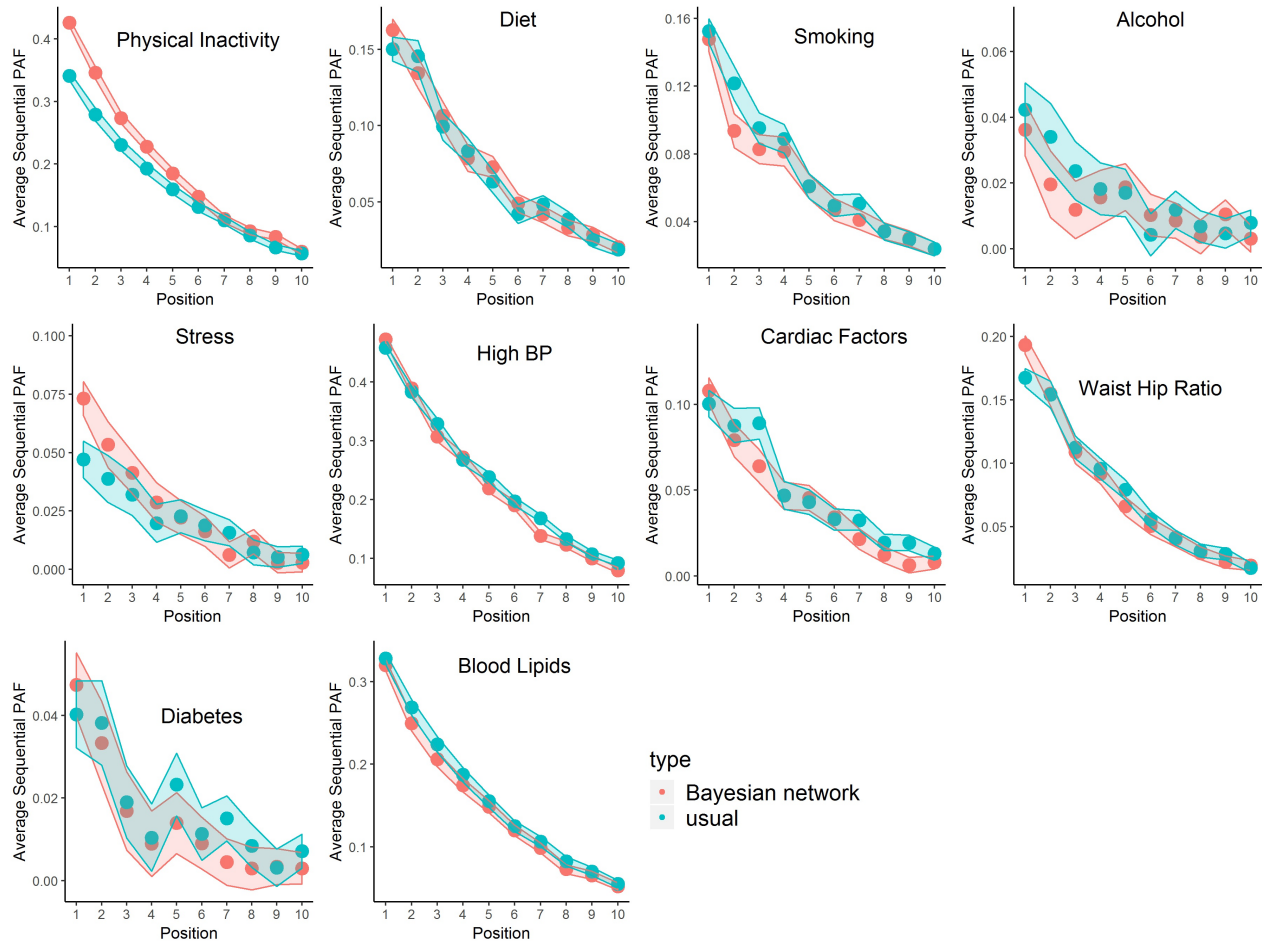 Physical Inactivity
Average Sequential PAF
0.4
0.3
0.2
0.1
1 2 3 4 5 6 7 8 9 10
Position
Diet
Average Sequential PAF
0.15
0.10
0.05
1 2 3 4 5 6 7 8 9 10
Position
Smoking
Average Sequential PAF
0.16
0.12
0.08
0.04
1 2 3 4 5 6 7 8 9 10
Position
Alcohol
Average Sequential PAF
0.06
0.04
0.02
0.00
1 2 3 4 5 6 7 8 9 10
Position
Stress
Average Sequential PAF
0.100
0.075
0.050
0.025
0.000
1 2 3 4 5 6 7 8 9 10
Position
High BP
Average Sequential PAF
0.4
0.3
0.2
0.1
1 2 3 4 5 6 7 8 9 10
Position
Cardiac Factors
Average Sequential PAF
0.10
0.05
0.00
1 2 3 4 5 6 7 8 9 10
Position
Waist Hip Ratio
Average Sequential PAF
0.20
0.15
0.10
0.05
1 2 3 4 5 6 7 8 9 10
Position
Diabetes
Average Sequential PAF
0.04
0.02
0.00
1 2 3 4 5 6 7 8 9 10
Position
Blood Lipids
Average Sequential PAF
0.3
0.2
0.1
1 2 3 4 5 6 7 8 9 10
Position
type
Bayesian network
usual